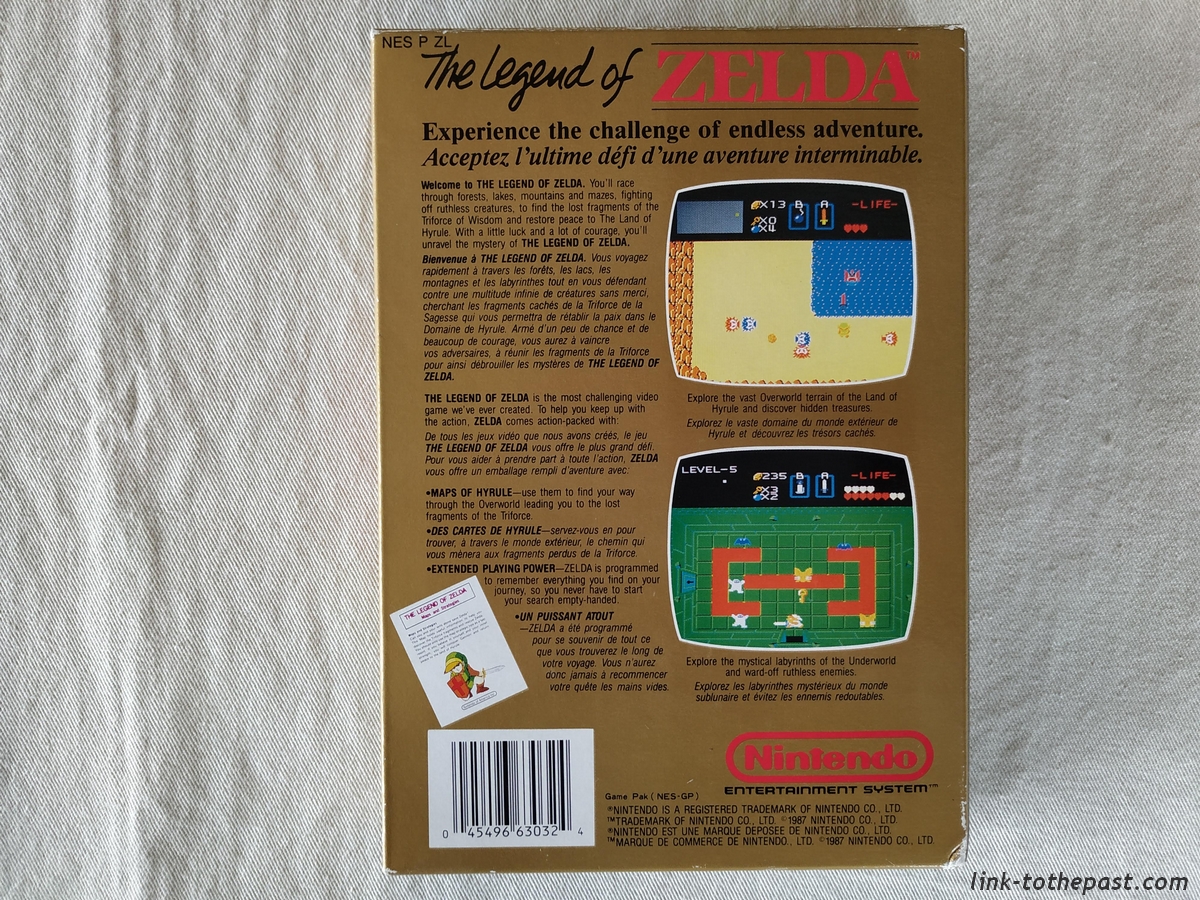 NES P ZL
The Legend of ZELDA™
Experience the challenge of endless adventure.
Acceptez l'ultime défi d'une aventure interminable.
Welcome to THE LEGEND OF ZELDA. You'll race
through forests, lakes, mountains and mazes, fighting
off ruthless creatures, to find the lost fragments of the
Triforce of Wisdom and restore peace to The Land of
Hyrule. With a little luck and a lot of courage, you'll
unravel the mystery of THE LEGEND OF ZELDA.
Bienvenue à THE LEGEND OF ZELDA. Vous voyagez
rapidement à travers les forêts, les lacs, les
montagnes et les labyrinthes tout en vous défendant
contre une multitude infinie de créatures sans merci,
cherchant les fragments cachés de la Triforce de la
Sagesse qui vous permettra de rétablir la paix dans le
Domaine de Hyrule. Armé d'un peu de chance et de
beaucoup de courage, vous aurez à vaincre
vos adversaires, à réunir les fragments de la Triforce
pour ainsi débrouiller les mystères de THE LEGEND OF
ZELDA.
THE LEGEND OF ZELDA is the most challenging video
game we've ever created. To help you keep up with
the action, ZELDA comes action-packed with:
De tous les jeux vidéo que nous avons créés, le jeu
THE LEGEND OF ZELDA vous offre le plus grand défi.
Pour vous aider à prendre part à toute l'action, ZELDA
vous offre un emballage rempli d'aventure avec:
•MAPS OF HYRULE—use them to find your way
through the Overworld leading you to the lost
fragments of the Triforce.
•DES CARTES DE HYRULE—servez-vous en pour
trouver, à travers le monde extérieur, le chemin qui
vous mènera aux fragments perdus de la Triforce.
•EXTENDED PLAYING POWER—ZELDA is programmed
to remember everything you find on your
journey, so you never have to start
your search empty-handed.
•UN PUISSANT ATOUT
—ZELDA a été programmé
pour se souvenir de tout ce
que vous trouverez le long de
votre voyage. Vous n'aurez
donc jamais à recommencer
votre quête les mains vides.
THE LEGEND OF ZELDA
Maps and Strategies
X13 B A -LIFE-
X0
X4
Explore the vast Overworld terrain of the Land of
Hyrule and discover hidden treasures.
Explorez le vaste domaine du monde extérieur de
Hyrule et découvrez les trésors cachés.
LEVEL-5 235 B A -LIFE-
X3
X2
Explore the mystical labyrinths of the Underworld
and ward-off ruthless enemies.
Explorez les labyrinthes mystérieux du monde
sublunaire et évitez les ennemis redoutables.
0 45496 63032 4
Nintendo
ENTERTAINMENT SYSTEM™
Game Pak (NES-GP)
®NINTENDO IS A REGISTERED TRADEMARK OF NINTENDO CO., LTD.
™TRADEMARK OF NINTENDO CO., LTD. ©1987 NINTENDO CO., LTD.
®NINTENDO EST UNE MARQUE DEPOSEE DE NINTENDO CO., LTD.
™MARQUE DE COMMERCE DE NINTENDO., LTD. ©1987 NINTENDO CO., LTD.
link-tothepast.com